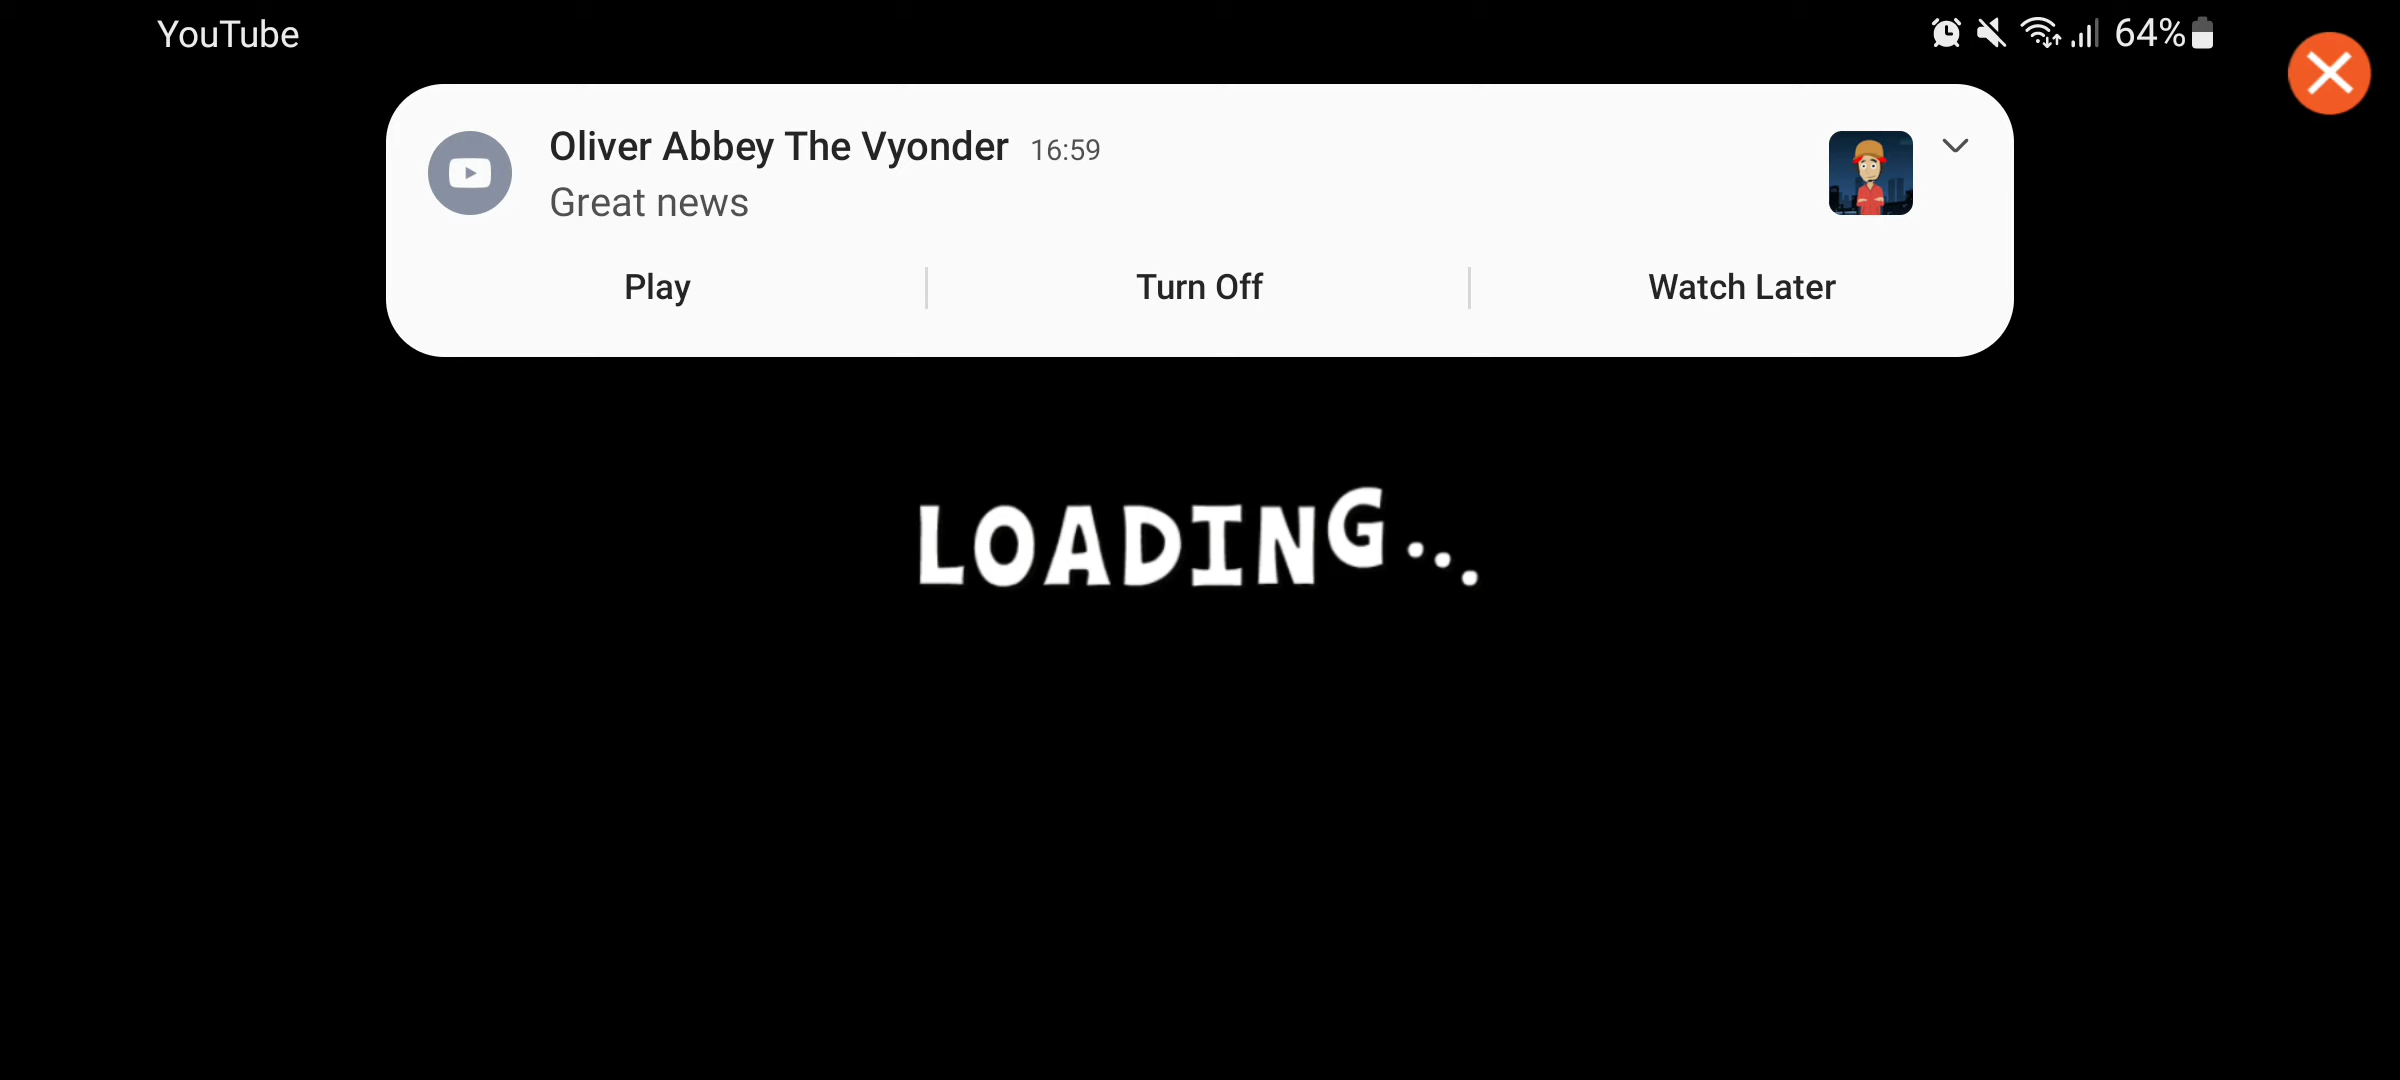 YouTube
64%
Oliver Abbey The Vyonder 16:59
Great news
Play Turn Off Watch Later
LOADING...